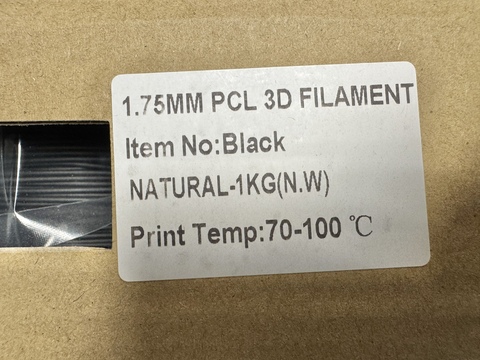 1.75MM PCL 3D FILAMENT
Item No:Black
NATURAL-1KG(N.W)
Print Temp:70-100 ℃